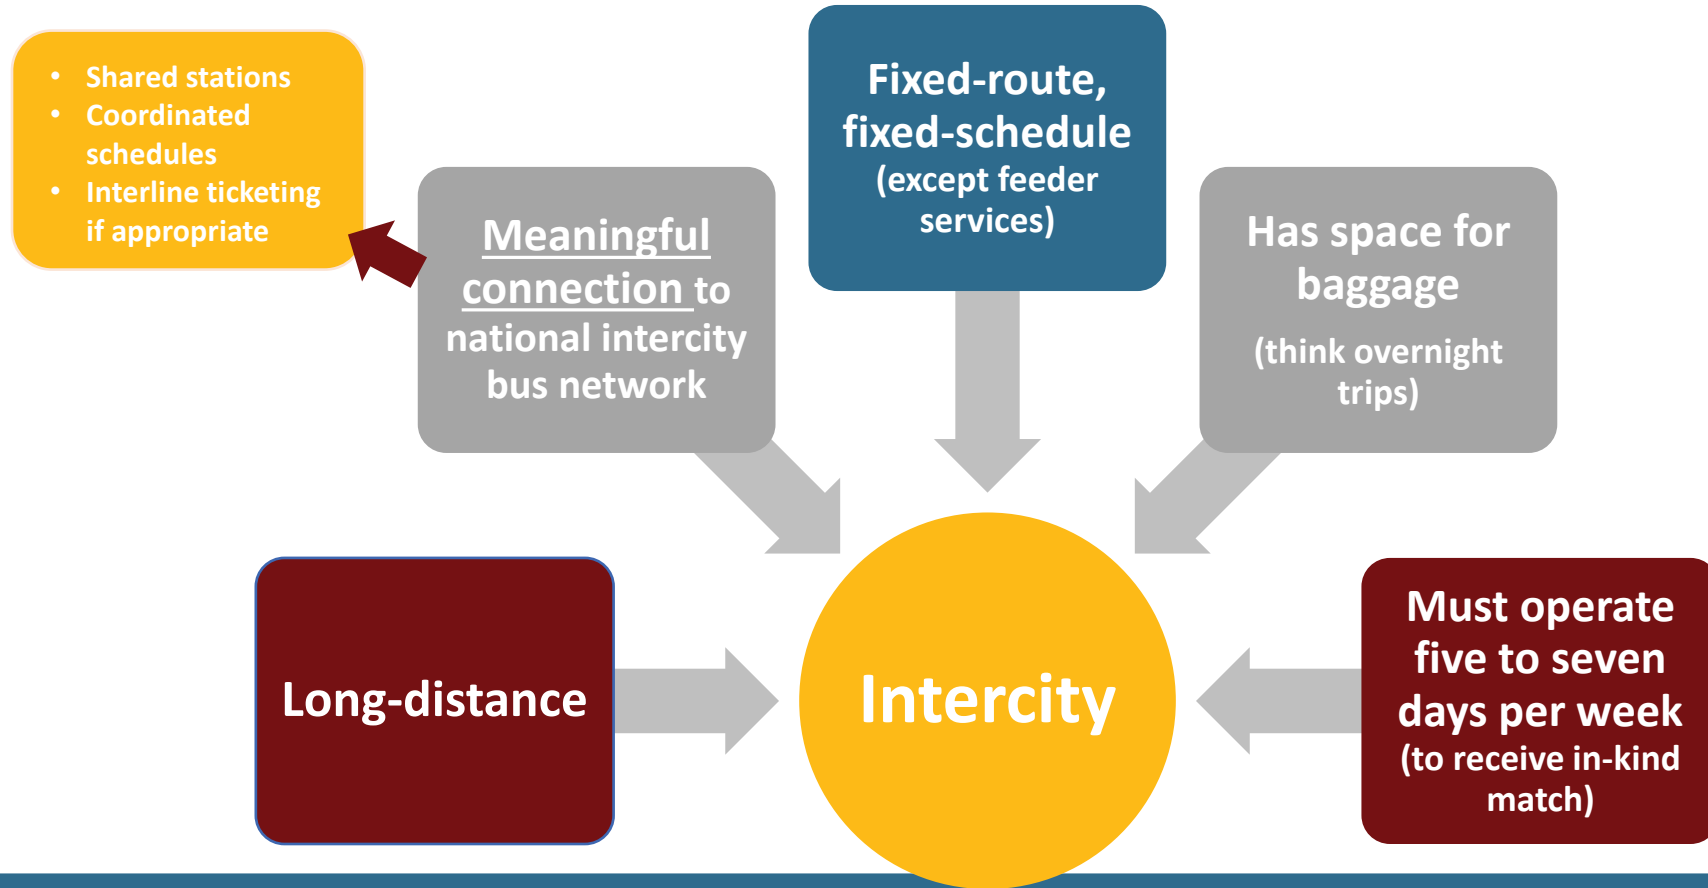 • Shared stations
• Coordinated
schedules
• Interline ticketing
if appropriate
Meaningful
connection to
national intercity
bus network
Fixed-route,
fixed-schedule
(except feeder
services)
Has space for
baggage
(think overnight
trips)
Long-distance
Intercity
Must operate
five to seven
days per week
(to receive in-kind
match)